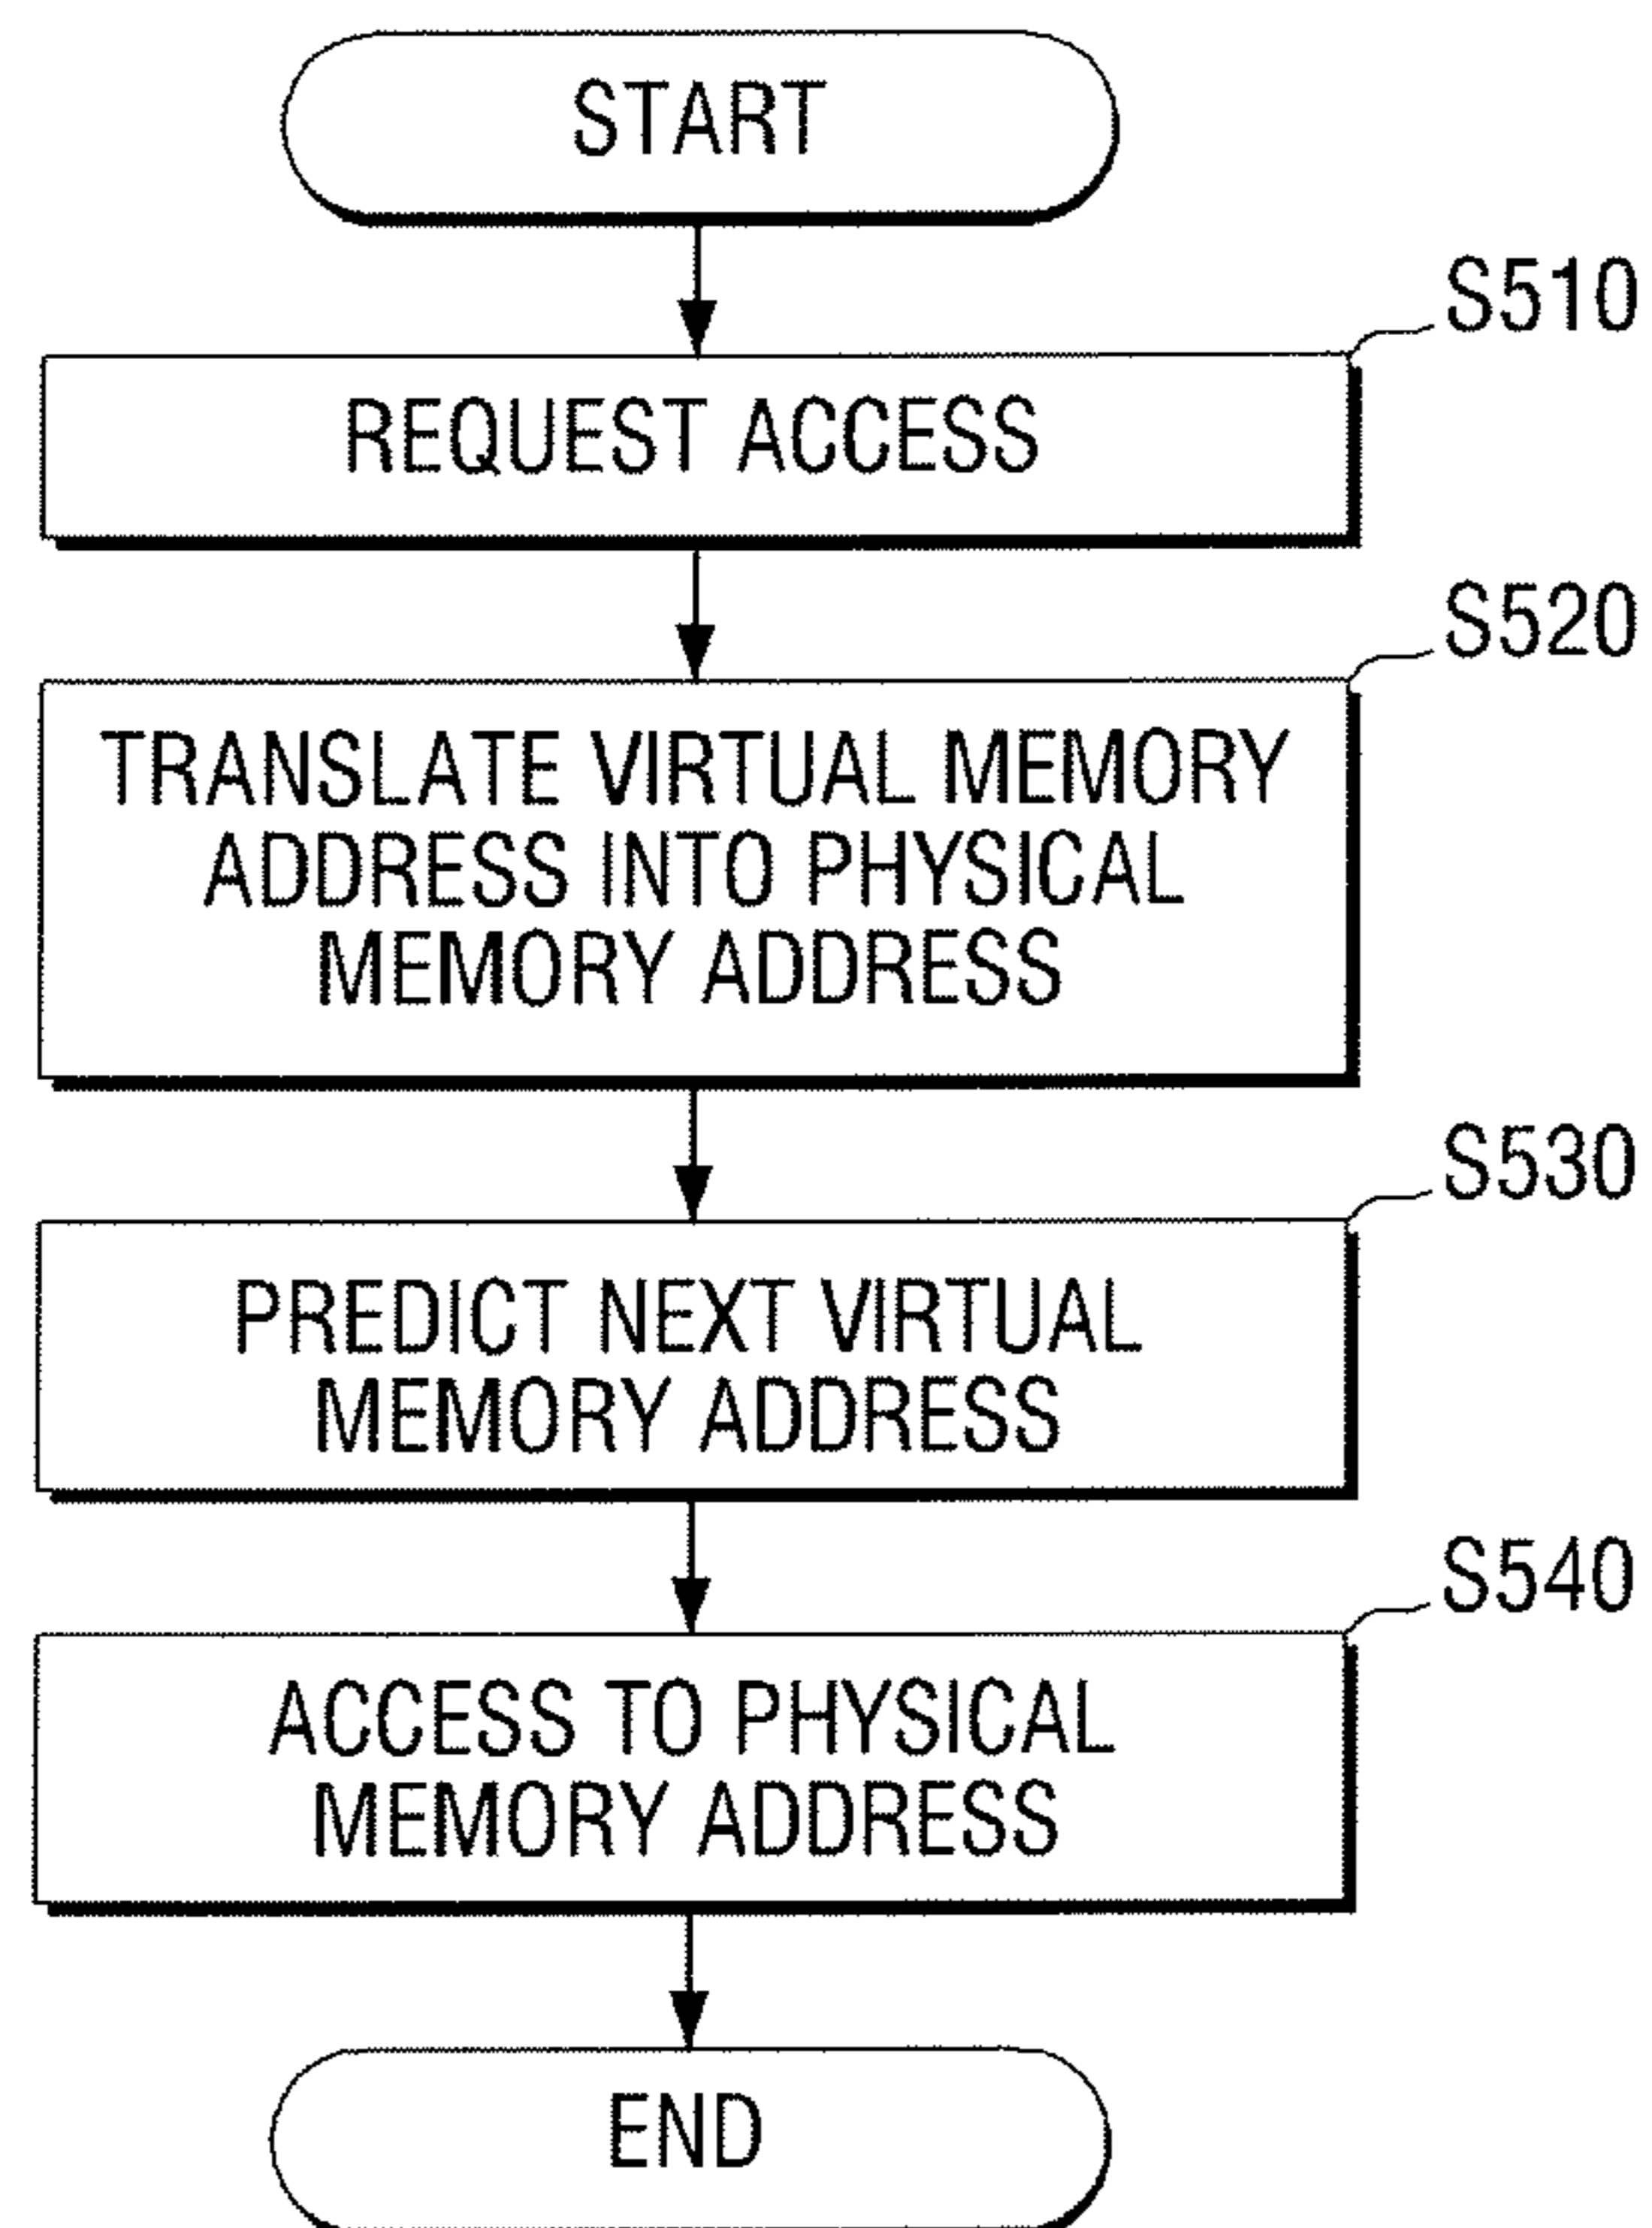 START
S510
REQUEST ACCESS
S520
TRANSLATE VIRTUAL MEMORY
ADDRESS INTO PHYSICAL
MEMORY ADDRESS
S530
PREDICT NEXT VIRTUAL
MEMORY ADDRESS
S540
ACCESS TO PHYSICAL
MEMORY ADDRESS
END